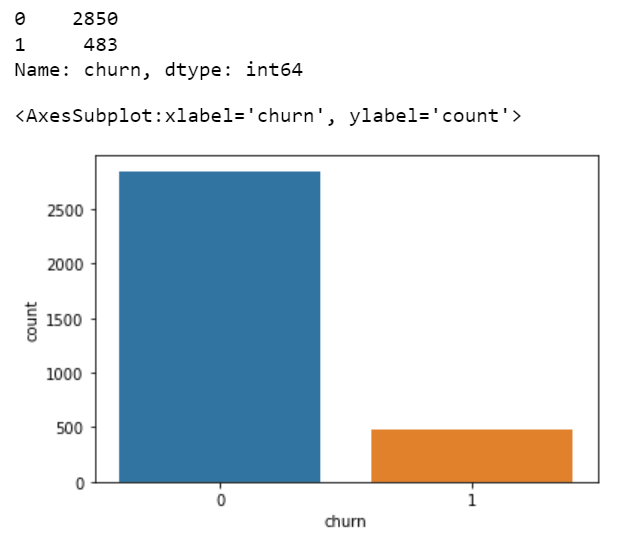 0    2850
1     483
Name: churn, dtype: int64
<AxesSubplot:xlabel='churn', ylabel='count'>
2500
2000
1500
1000
500
0
count
0 1
churn